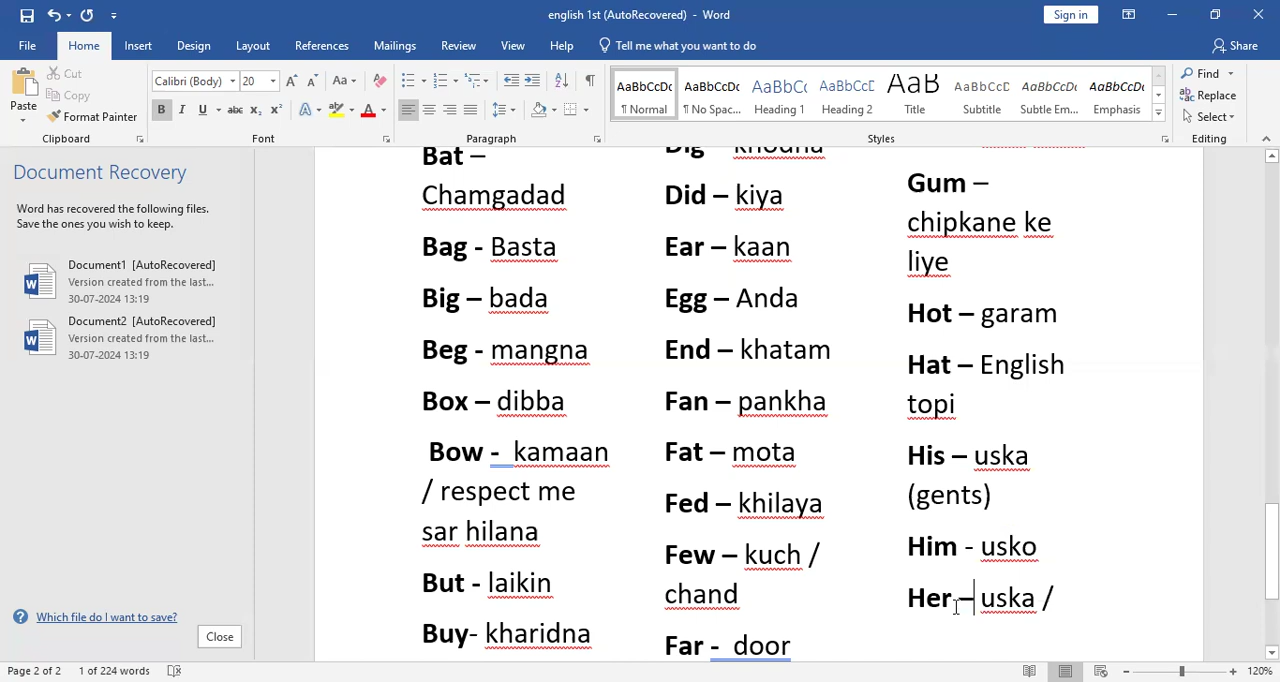 english 1st (AutoRecovered) - Word
Sign in
File Home Insert Design Layout References Mailings Review View Help Tell me what you want to do Share
Paste Cut
Copy
Format Painter
Clipboard
Calibri (Body) 20
Font
Paragraph
AaBbCcDc AaBbCcDc AaBbCc AaBbCcD AaB AaBbCcD AaBbCcDc AaBbCcDc
¶ Normal ¶ No Spac... Heading 1 Heading 2 Title Subtitle Subtle Em... Emphasis
Styles
Find
Replace
Select
Editing
Document Recovery
Word has recovered the following files.
Save the ones you wish to keep.
Document1 [AutoRecovered]
Version created from the last...
30-07-2024 13:19
Document2 [AutoRecovered]
Version created from the last...
30-07-2024 13:19
Which file do I want to save?
Close
Bat –
Chamgadad
Bag - Basta
Big – bada
Beg - mangna
Box – dibba
Bow - kamaan
/ respect me
sar hilana
But - laikin
Buy- kharidna
Dig – khodna
Did – kiya
Ear – kaan
Egg – Anda
End – khatam
Fan – pankha
Fat – mota
Fed – khilaya
Few – kuch /
chand
Far - door
Gum –
chipkane ke
liye
Hot – garam
Hat – English
topi
His – uska
(gents)
Him - usko
Her – uska /
Page 2 of 2 1 of 224 words
120%